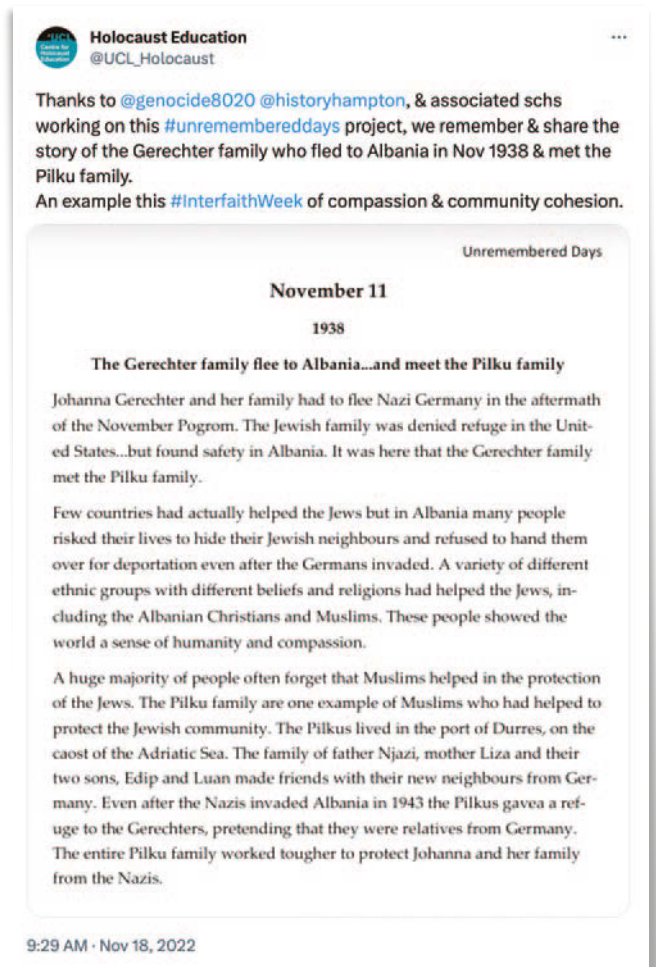 UCL
Centre for
Holocaust
Education
Holocaust Education
@UCL_Holocaust
Thanks to @genocide8020 @historyhampton, & associated schs
working on this #unremembereddays project, we remember & share the
story of the Gerechter family who fled to Albania in Nov 1938 & met the
Pilku family.
An example this #InterfaithWeek of compassion & community cohesion.
Unremembered Days
November 11
1938
The Gerechter family flee to Albania...and meet the Pilku family
Johanna Gerechter and her family had to flee Nazi Germany in the aftermath
of the November Pogrom. The Jewish family was denied refuge in the Unit-
ed States...but found safety in Albania. It was here that the Gerechter family
met the Pilku family.
Few countries had actually helped the Jews but in Albania many people
risked their lives to hide their Jewish neighbours and refused to hand them
over for deportation even after the Germans invaded. A variety of different
ethnic groups with different beliefs and religions had helped the Jews, in-
cluding the Albanian Christians and Muslims. These people showed the
world a sense of humanity and compassion.
A huge majority of people often forget that Muslims helped in the protection
of the Jews. The Pilku family are one example of Muslims who had helped to
protect the Jewish community. The Pilkus lived in the port of Durres, on the
caost of the Adriatic Sea. The family of father Njazi, mother Liza and their
two sons, Edip and Luan made friends with their new neighbours from Ger-
many. Even after the Nazis invaded Albania in 1943 the Pilkus gavea a ref-
uge to the Gerechters, pretending that they were relatives from Germany.
The entire Pilku family worked tougher to protect Johanna and her family
from the Nazis.
9:29 AM · Nov 18, 2022